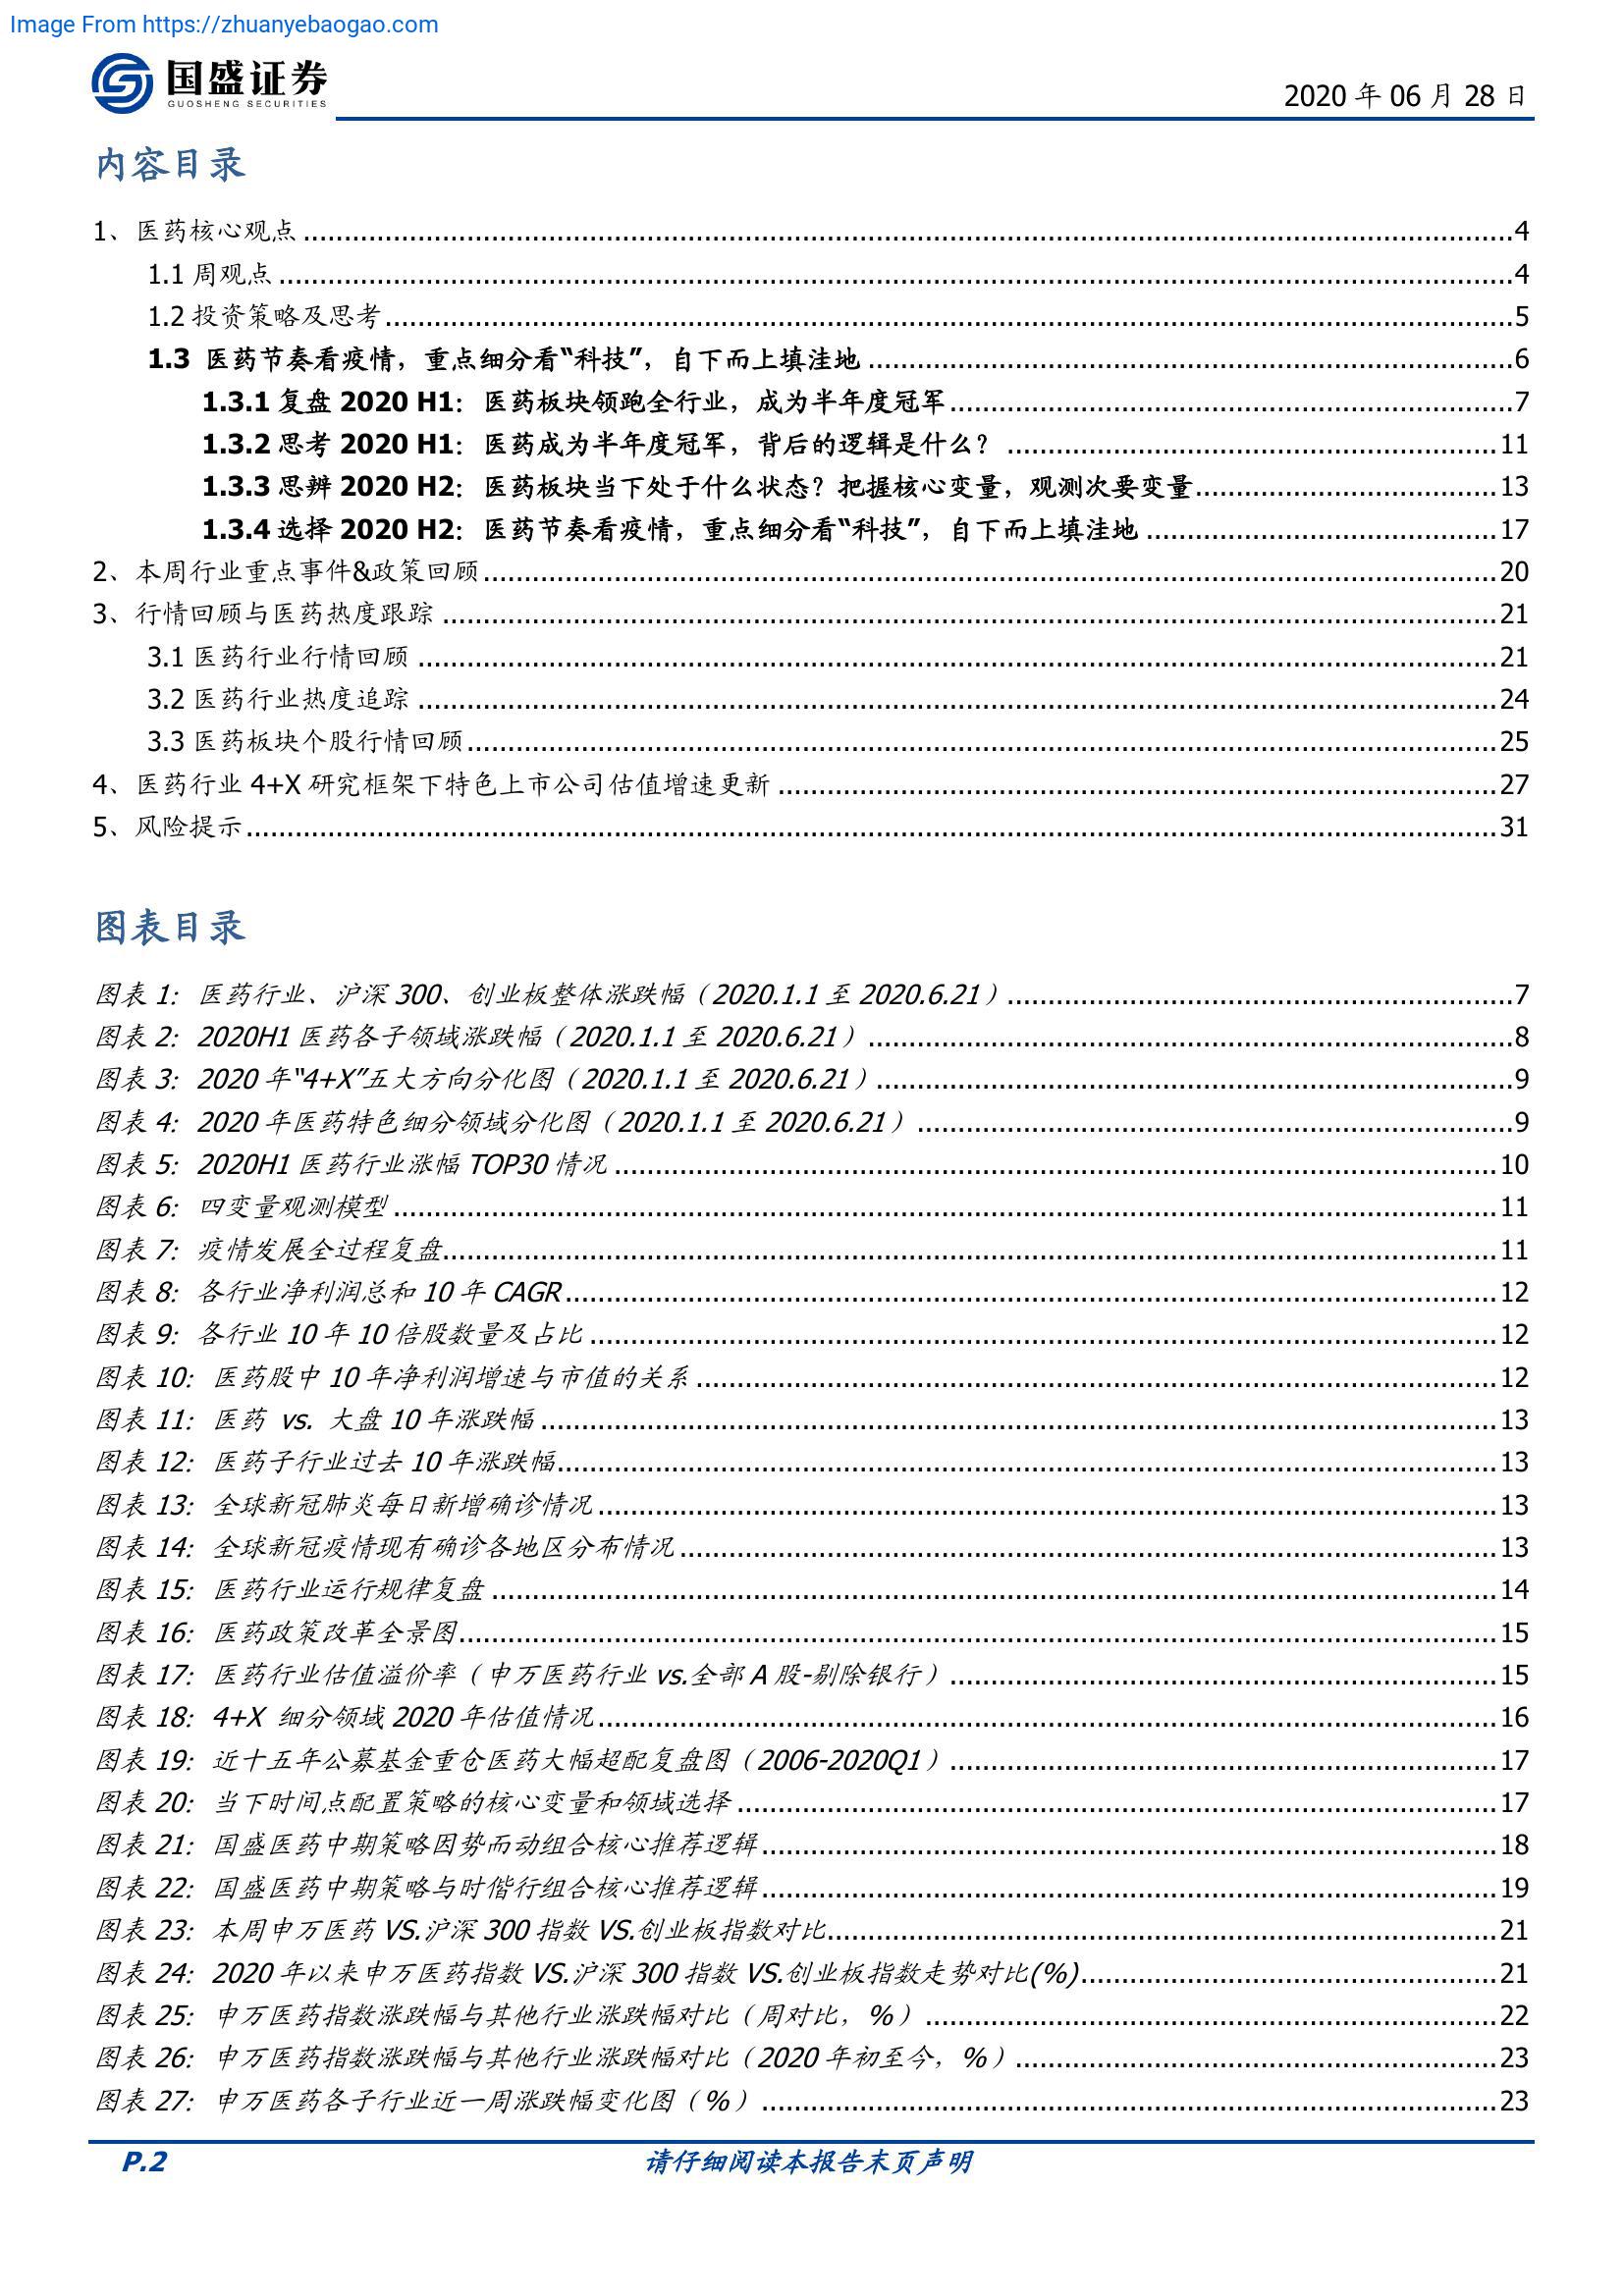 Image From https://zhuanyebaogao.com
国盛证券
GUOSHENG SECURITIES
2020 年 06 月 28 日
内容目录
1、医药核心观点 ........ 4
1.1 周观点 ........ 4
1.2 投资策略及思考 ........ 5
1.3 医药节奏看疫情，重点细分看“科技”，自下而上填洼地 ........ 6
1.3.1 复盘 2020 H1：医药板块领跑全行业，成为半年度冠军 ........ 7
1.3.2 思考 2020 H1：医药成为半年度冠军，背后的逻辑是什么？ ........ 11
1.3.3 思辨 2020 H2：医药板块当下处于什么状态？把握核心变量，观测次要变量 ........ 13
1.3.4 选择 2020 H2：医药节奏看疫情，重点细分看“科技”，自下而上填洼地 ........ 17
2、本周行业重点事件&政策回顾 ........ 20
3、行情回顾与医药热度跟踪 ........ 21
3.1 医药行业行情回顾 ........ 21
3.2 医药行业热度追踪 ........ 24
3.3 医药板块个股行情回顾 ........ 25
4、医药行业 4+X 研究框架下特色上市公司估值增速更新 ........ 27
5、风险提示 ........ 31
图表目录
图表 1：医药行业、沪深 300、创业板整体涨跌幅（2020.1.1 至 2020.6.21） ........ 7
图表 2：2020H1 医药各子领域涨跌幅（2020.1.1 至 2020.6.21） ........ 8
图表 3：2020 年“4+X”五大方向分化图（2020.1.1 至 2020.6.21） ........ 9
图表 4：2020 年医药特色细分领域分化图（2020.1.1 至 2020.6.21） ........ 9
图表 5：2020H1 医药行业涨幅 TOP30 情况 ........ 10
图表 6：四变量观测模型 ........ 11
图表 7：疫情发展全过程复盘 ........ 11
图表 8：各行业净利润总和 10 年 CAGR ........ 12
图表 9：各行业 10 年 10 倍股数量及占比 ........ 12
图表 10：医药股中 10 年净利润增速与市值的关系 ........ 12
图表 11：医药 vs. 大盘 10 年涨跌幅 ........ 13
图表 12：医药子行业过去 10 年涨跌幅 ........ 13
图表 13：全球新冠肺炎每日新增确诊情况 ........ 13
图表 14：全球新冠疫情现有确诊各地区分布情况 ........ 13
图表 15：医药行业运行规律复盘 ........ 14
图表 16：医药政策改革全景图 ........ 15
图表 17：医药行业估值溢价率（申万医药行业 vs.全部 A 股-剔除银行） ........ 15
图表 18：4+X 细分领域 2020 年估值情况 ........ 16
图表 19：近十五年公募基金重仓医药大幅超配复盘图（2006-2020Q1） ........ 17
图表 20：当下时间点配置策略的核心变量和领域选择 ........ 17
图表 21：国盛医药中期策略因势而动组合核心推荐逻辑 ........ 18
图表 22：国盛医药中期策略与时偕行组合核心推荐逻辑 ........ 19
图表 23：本周申万医药 VS.沪深 300 指数 VS.创业板指数对比 ........ 21
图表 24：2020 年以来申万医药指数 VS.沪深 300 指数 VS.创业板指数走势对比(%) ........ 21
图表 25：申万医药指数涨跌幅与其他行业涨跌幅对比（周对比，%） ........ 22
图表 26：申万医药指数涨跌幅与其他行业涨跌幅对比（2020 年初至今，%） ........ 23
图表 27：申万医药各子行业近一周涨跌幅变化图（%） ........ 23
P.2
请仔细阅读本报告末页声明